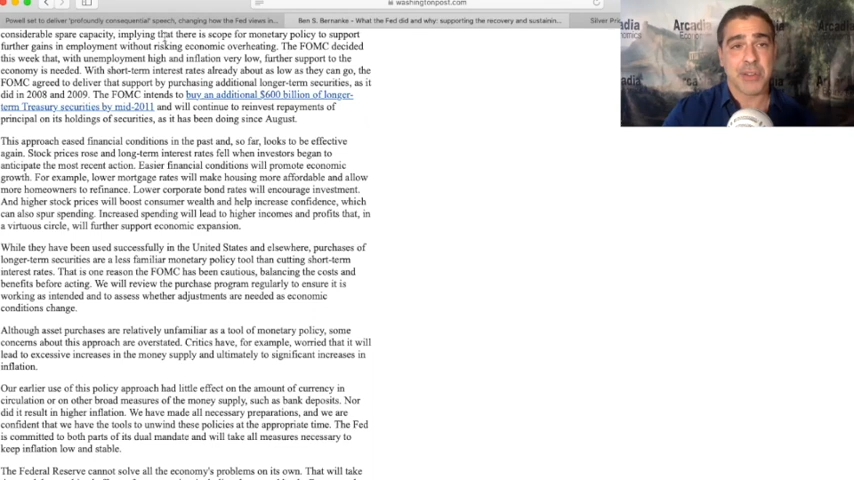 washingtonpost.com
Powell set to deliver 'profoundly consequential' speech, changing how the Fed views in...
Ben S. Bernanke - What the Fed did and why: supporting the recovery and sustainin...
Silver Pri
considerable spare capacity, implying that there is scope for monetary policy to support
further gains in employment without risking economic overheating. The FOMC decided
this week that, with unemployment high and inflation very low, further support to the
economy is needed. With short-term interest rates already about as low as they can go, the
FOMC agreed to deliver that support by purchasing additional longer-term securities, as it
did in 2008 and 2009. The FOMC intends to buy an additional $600 billion of longer-
term Treasury securities by mid-2011 and will continue to reinvest repayments of
principal on its holdings of securities, as it has been doing since August.
This approach eased financial conditions in the past and, so far, looks to be effective
again. Stock prices rose and long-term interest rates fell when investors began to
anticipate the most recent action. Easier financial conditions will promote economic
growth. For example, lower mortgage rates will make housing more affordable and allow
more homeowners to refinance. Lower corporate bond rates will encourage investment.
And higher stock prices will boost consumer wealth and help increase confidence, which
can also spur spending. Increased spending will lead to higher incomes and profits that, in
a virtuous circle, will further support economic expansion.
While they have been used successfully in the United States and elsewhere, purchases of
longer-term securities are a less familiar monetary policy tool than cutting short-term
interest rates. That is one reason the FOMC has been cautious, balancing the costs and
benefits before acting. We will review the purchase program regularly to ensure it is
working as intended and to assess whether adjustments are needed as economic
conditions change.
Although asset purchases are relatively unfamiliar as a tool of monetary policy, some
concerns about this approach are overstated. Critics have, for example, worried that it will
lead to excessive increases in the money supply and ultimately to significant increases in
inflation.
Our earlier use of this policy approach had little effect on the amount of currency in
circulation or on other broad measures of the money supply, such as bank deposits. Nor
did it result in higher inflation. We have made all necessary preparations, and we are
confident that we have the tools to unwind these policies at the appropriate time. The Fed
is committed to both parts of its dual mandate and will take all measures necessary to
keep inflation low and stable.
The Federal Reserve cannot solve all the economy's problems on its own. That will take
Arcadia
Economics
Arcad